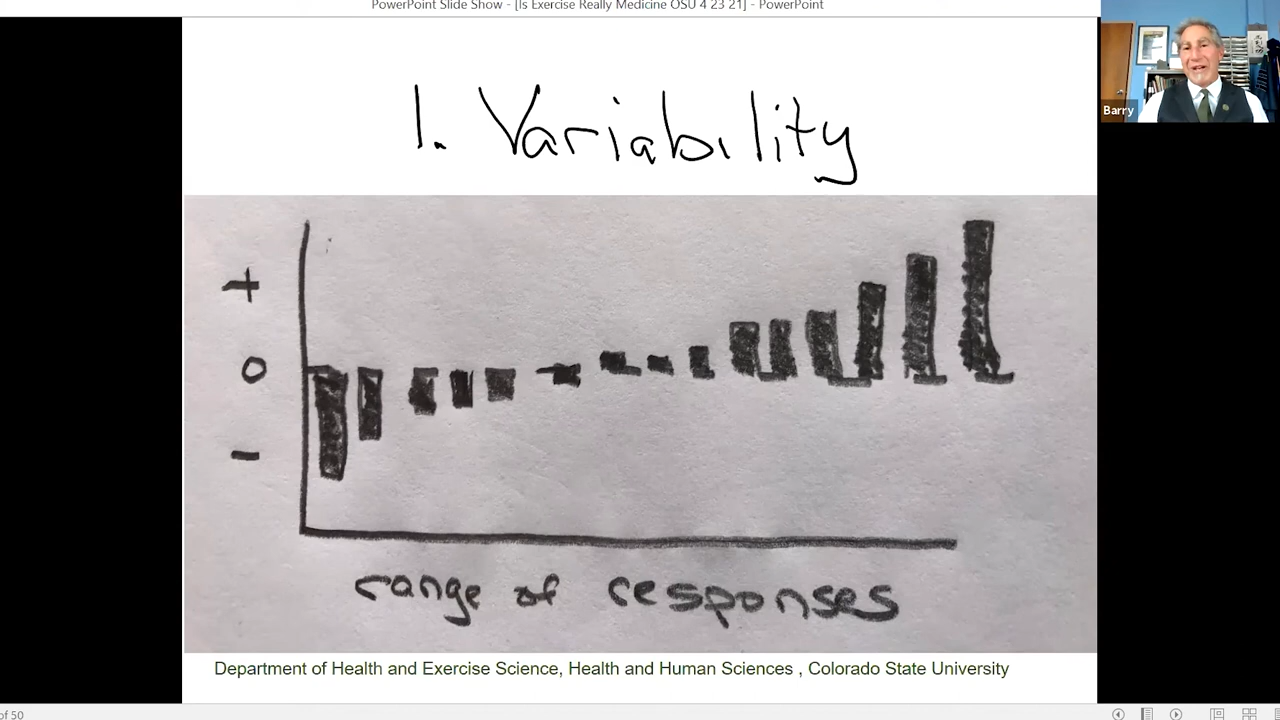 PowerPoint Slide Show - [Is Exercise Really Medicine OSU 4 23 21] - PowerPoint
Barry
1. Variability
+
0
-
range of responses
Department of Health and Exercise Science, Health and Human Sciences , Colorado State University
of 50